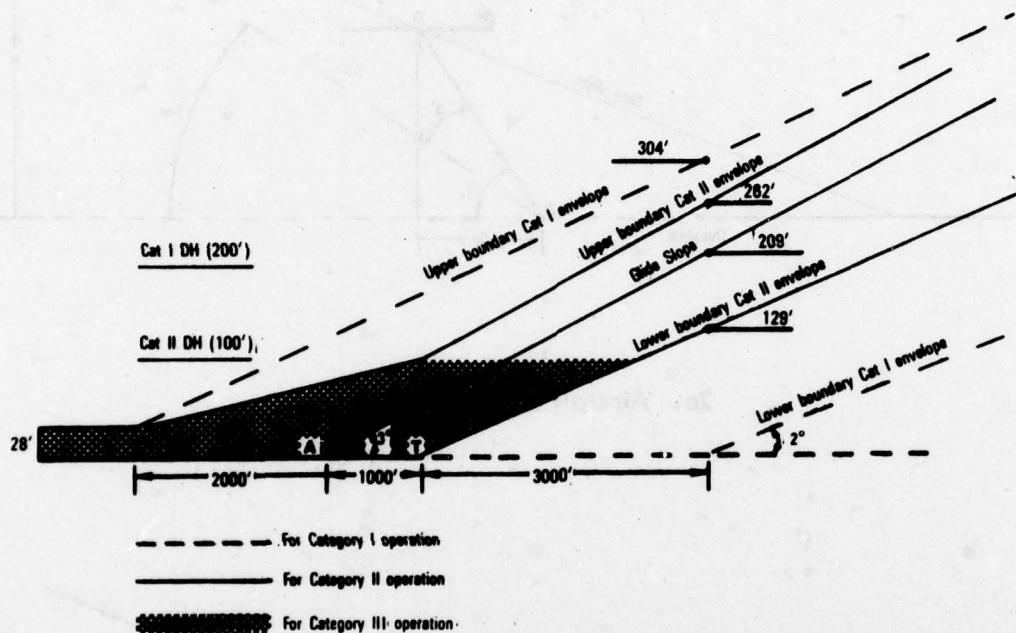 304'
Upper boundary Cat I envelope
Upper boundary Cat II envelope
262'
Cat I DH (200')
Glide Slope
209'
Lower boundary Cat II envelope
129'
Cat II DH (100')
Lower boundary Cat I envelope
2°
28'
A
3°
T
2000'
1000'
3000'
For Category I operation
For Category II operation
For Category III operation